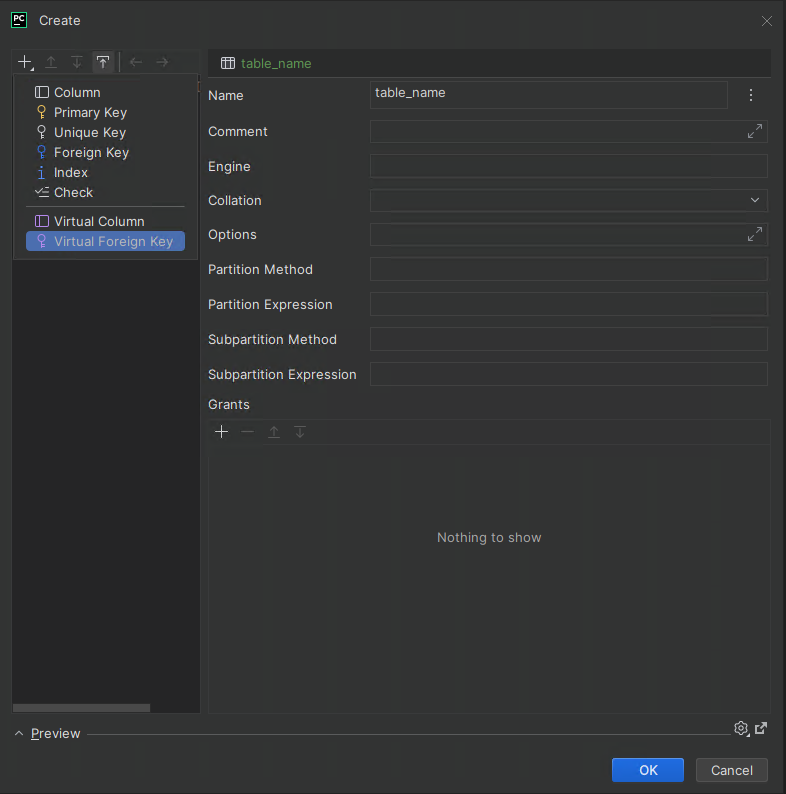 PC Create
table_name
Column
Primary Key
Unique Key
Foreign Key
Index
Check
Virtual Column
Virtual Foreign Key
Name table_name
Comment
Engine
Collation
Options
Partition Method
Partition Expression
Subpartition Method
Subpartition Expression
Grants
Nothing to show
Preview
OK Cancel